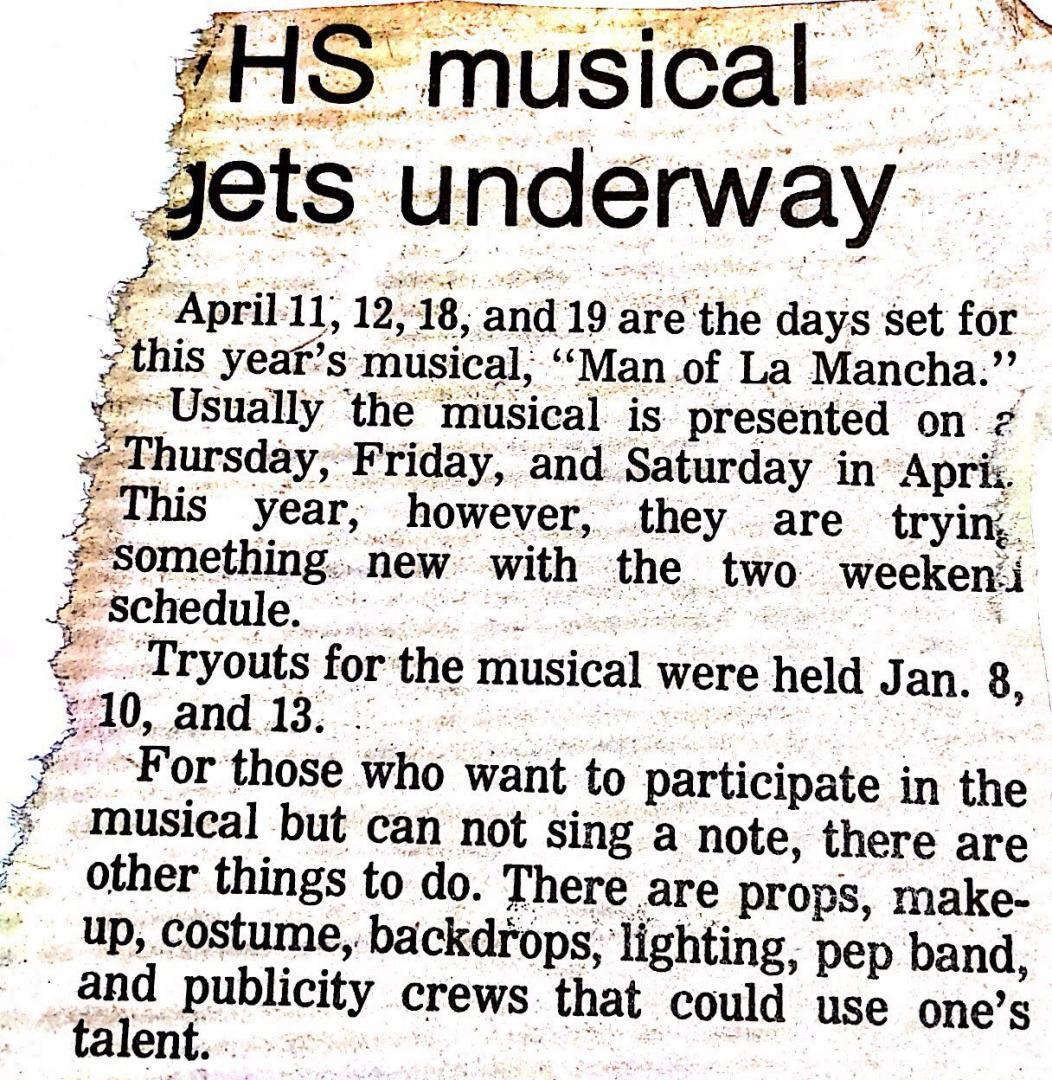 HS musical
gets underway
April 11, 12, 18, and 19 are the days set for
this year's musical, “Man of La Mancha.”
Usually the musical is presented on a
Thursday, Friday, and Saturday in April.
This year, however, they are trying
something new with the two weekend
schedule.
Tryouts for the musical were held Jan. 8,
10, and 13.
For those who want to participate in the
musical but can not sing a note, there are
other things to do. There are props, make-
up, costume, backdrops, lighting, pep band,
and publicity crews that could use one's
talent.